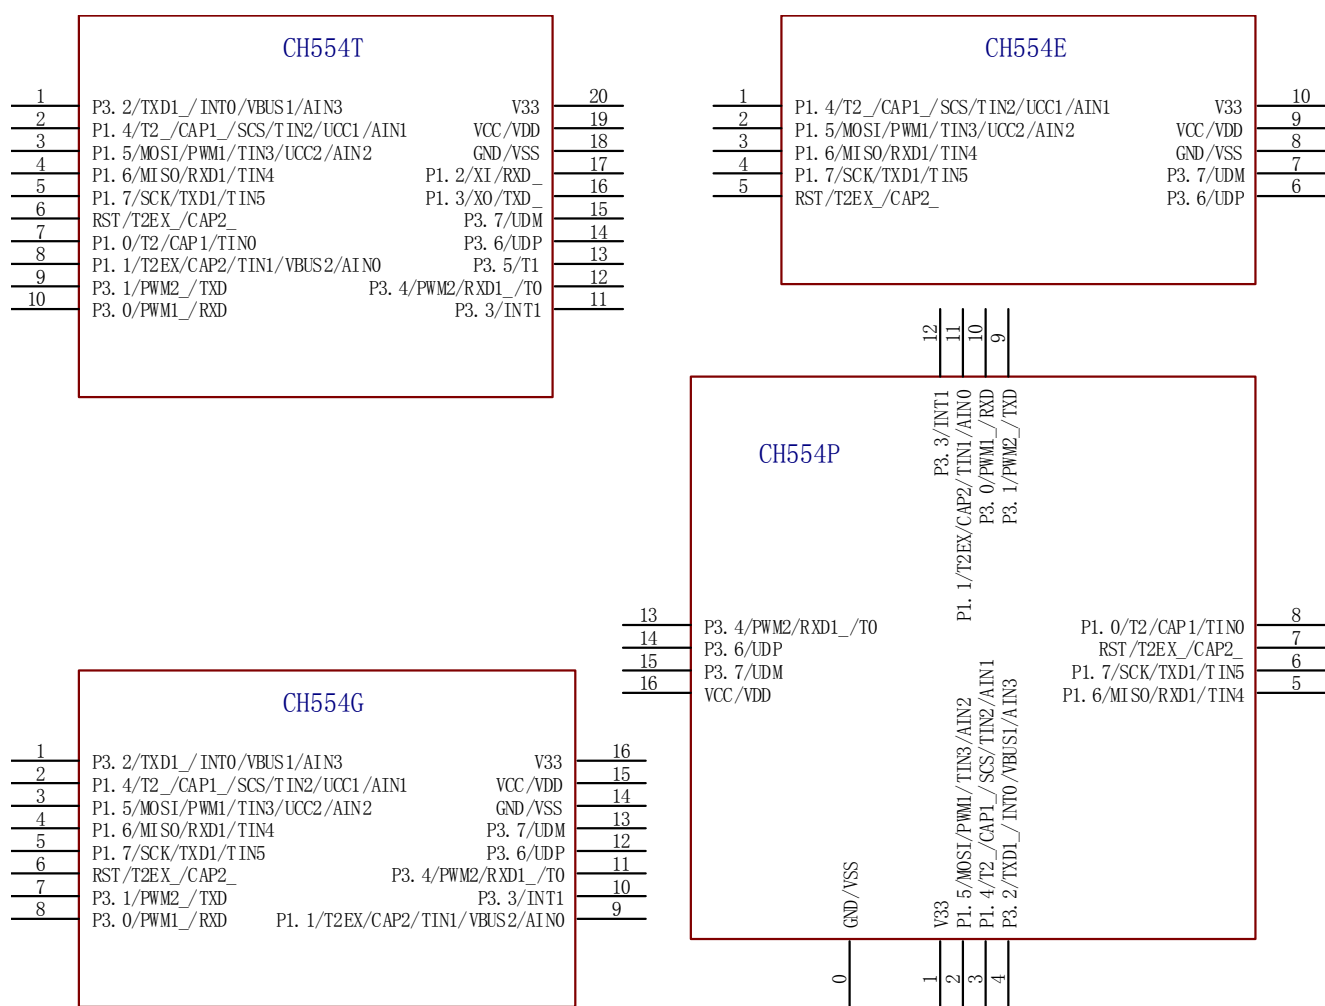 CH554T
1 P3.2/TXD1_/INT0/VBUS1/AIN3 V33 20
2 P1.4/T2_/CAP1_/SCS/TIN2/UCC1/AIN1 VCC/VDD 19
3 P1.5/MOSI/PWM1/TIN3/UCC2/AIN2 GND/VSS 18
4 P1.6/MISO/RXD1/TIN4 P1.2/XI/RXD_ 17
5 P1.7/SCK/TXD1/TIN5 P1.3/XO/TXD_ 16
6 RST/T2EX_/CAP2_ P3.7/UDM 15
7 P1.0/T2/CAP1/TIN0 P3.6/UDP 14
8 P1.1/T2EX/CAP2/TIN1/VBUS2/AIN0 P3.5/T1 13
9 P3.1/PWM2_/TXD P3.4/PWM2/RXD1_/T0 12
10 P3.0/PWM1_/RXD P3.3/INT1 11
CH554E
1 P1.4/T2_/CAP1_/SCS/TIN2/UCC1/AIN1 V33 10
2 P1.5/MOSI/PWM1/TIN3/UCC2/AIN2 VCC/VDD 9
3 P1.6/MISO/RXD1/TIN4 GND/VSS 8
4 P1.7/SCK/TXD1/TIN5 P3.7/UDM 7
5 RST/T2EX_/CAP2_ P3.6/UDP 6
CH554G
1 P3.2/TXD1_/INT0/VBUS1/AIN3 V33 16
2 P1.4/T2_/CAP1_/SCS/TIN2/UCC1/AIN1 VCC/VDD 15
3 P1.5/MOSI/PWM1/TIN3/UCC2/AIN2 GND/VSS 14
4 P1.6/MISO/RXD1/TIN4 P3.7/UDM 13
5 P1.7/SCK/TXD1/TIN5 P3.6/UDP 12
6 RST/T2EX_/CAP2_ P3.4/PWM2/RXD1_/T0 11
7 P3.1/PWM2_/TXD P3.3/INT1 10
8 P3.0/PWM1_/RXD P1.1/T2EX/CAP2/TIN1/VBUS2/AIN0 9
CH554P
12 P3.3/INT1
11 P1.1/T2EX/CAP2/TIN1/AIN0
10 P3.0/PWM1_/RXD
9 P3.1/PWM2_/TXD
13 P3.4/PWM2/RXD1_/T0 P1.0/T2/CAP1/TIN0 8
14 P3.6/UDP RST/T2EX_/CAP2_ 7
15 P3.7/UDM P1.7/SCK/TXD1/TIN5 6
16 VCC/VDD P1.6/MISO/RXD1/TIN4 5
0 GND/VSS
1 V33
2 P1.5/MOSI/PWM1/TIN3/AIN2
3 P1.4/T2_/CAP1_/SCS/TIN2/AIN1
4 P3.2/TXD1_/INT0/VBUS1/AIN3